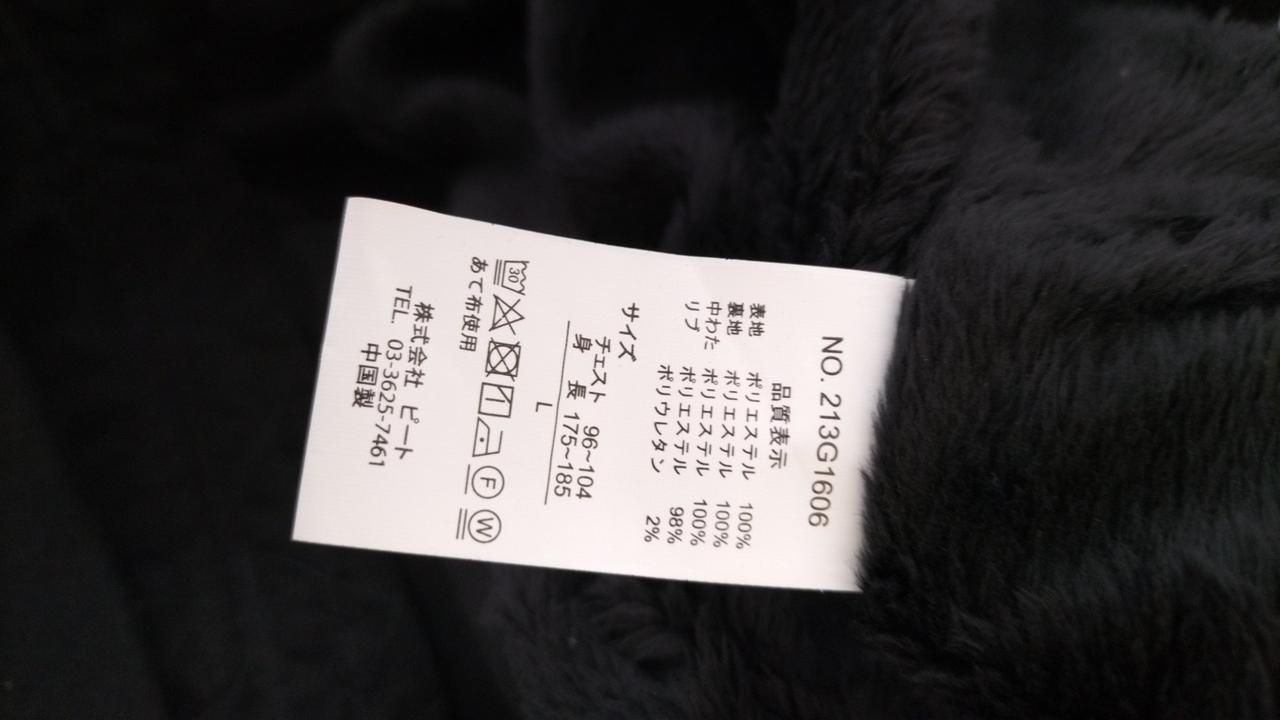 NO. 213G1606
品質表示
表地 ポリエステル 100%
裏地 ポリエステル 100%
中わた ポリエステル 100%
リブ ポリエステル 98%
ポリウレタン 2%
サイズ
チェスト 96~104
身 長 175~185
L
30 F W
あて布使用
株式会社 ピート
TEL. 03-3625-7461
中国製